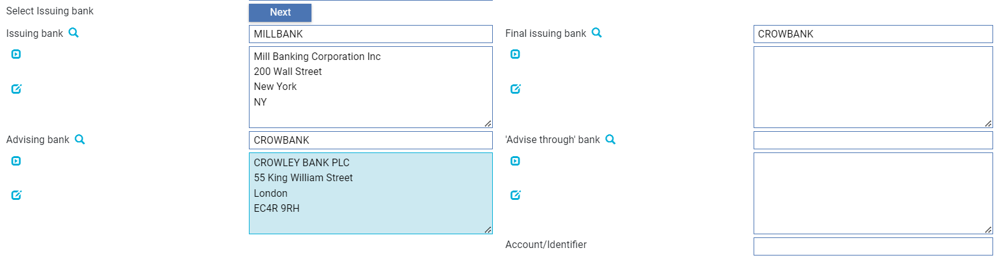 Select Issuing bank
Next
Issuing bank
MILLBANK
Final issuing bank
CROWBANK
Mill Banking Corporation Inc
200 Wall Street
New York
NY
Advising bank
CROWBANK
'Advise through' bank
CROWLEY BANK PLC
55 King William Street
London
EC4R 9RH
Account/Identifier